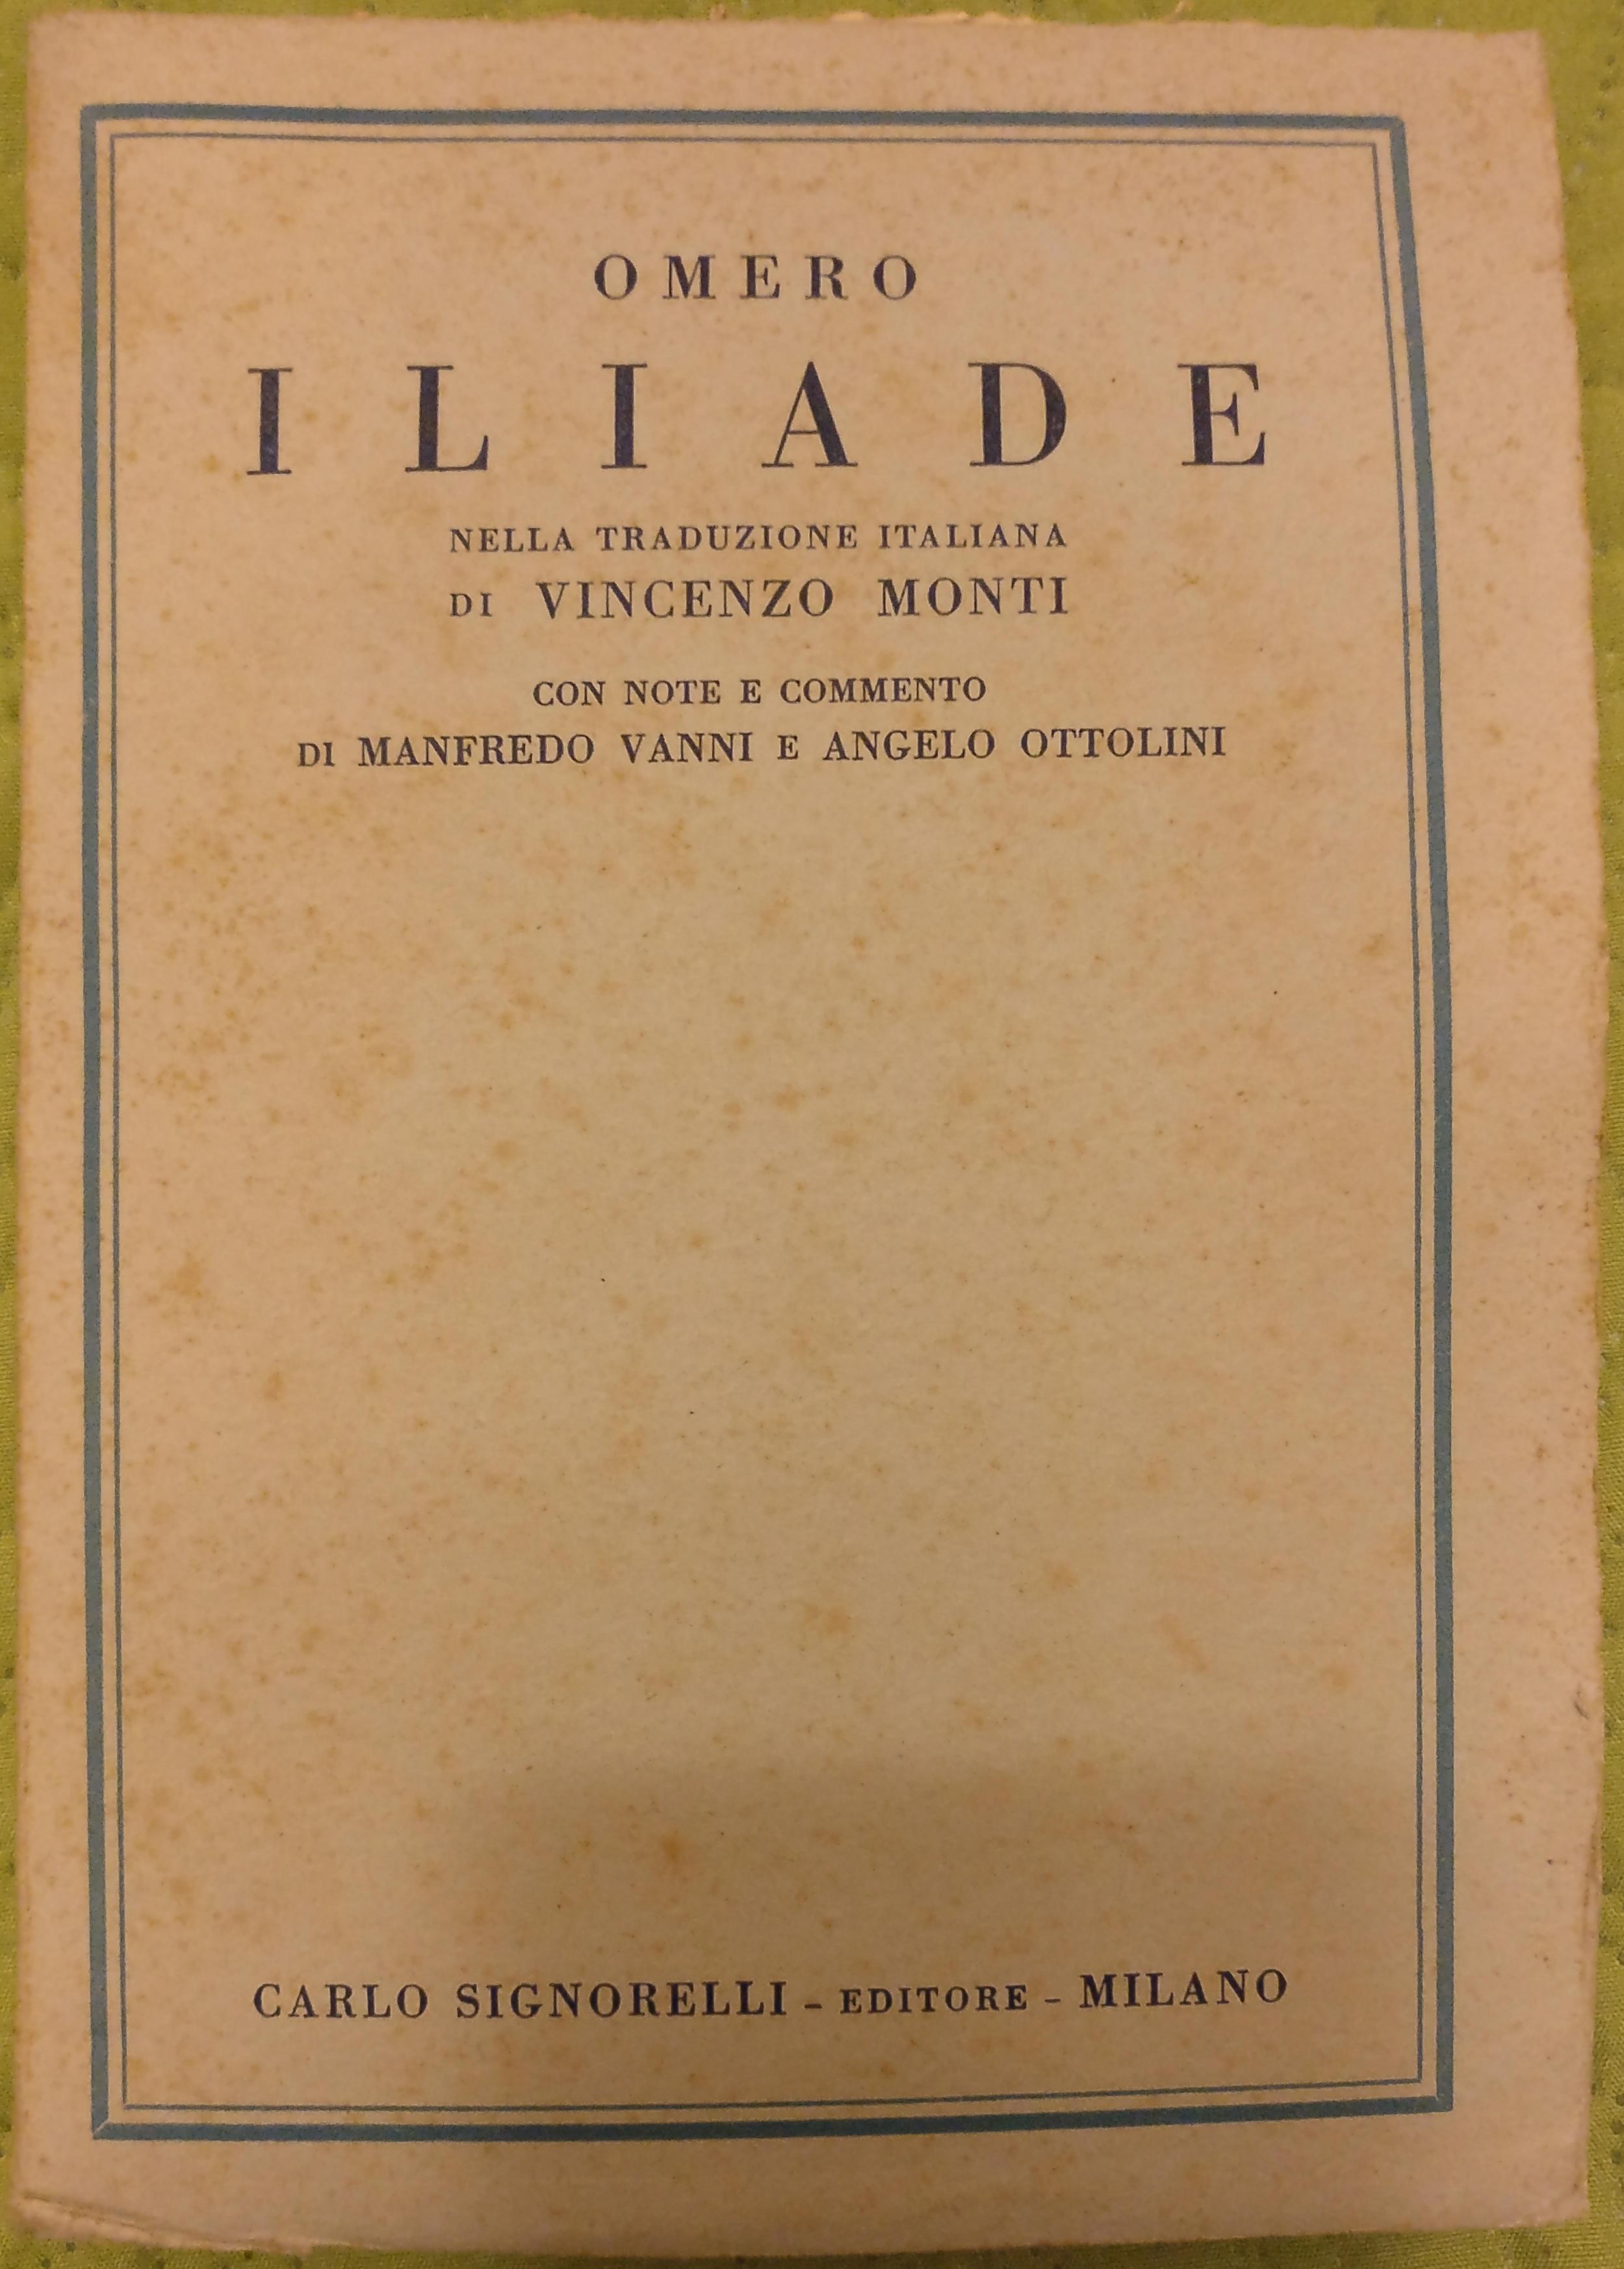 OMERO
ILIADE
NELLA TRADUZIONE ITALIANA
DI VINCENZO MONTI
CON NOTE E COMMENTO
DI MANFREDO VANNI E ANGELO OTTOLINI
CARLO SIGNORELLI - EDITORE - MILANO